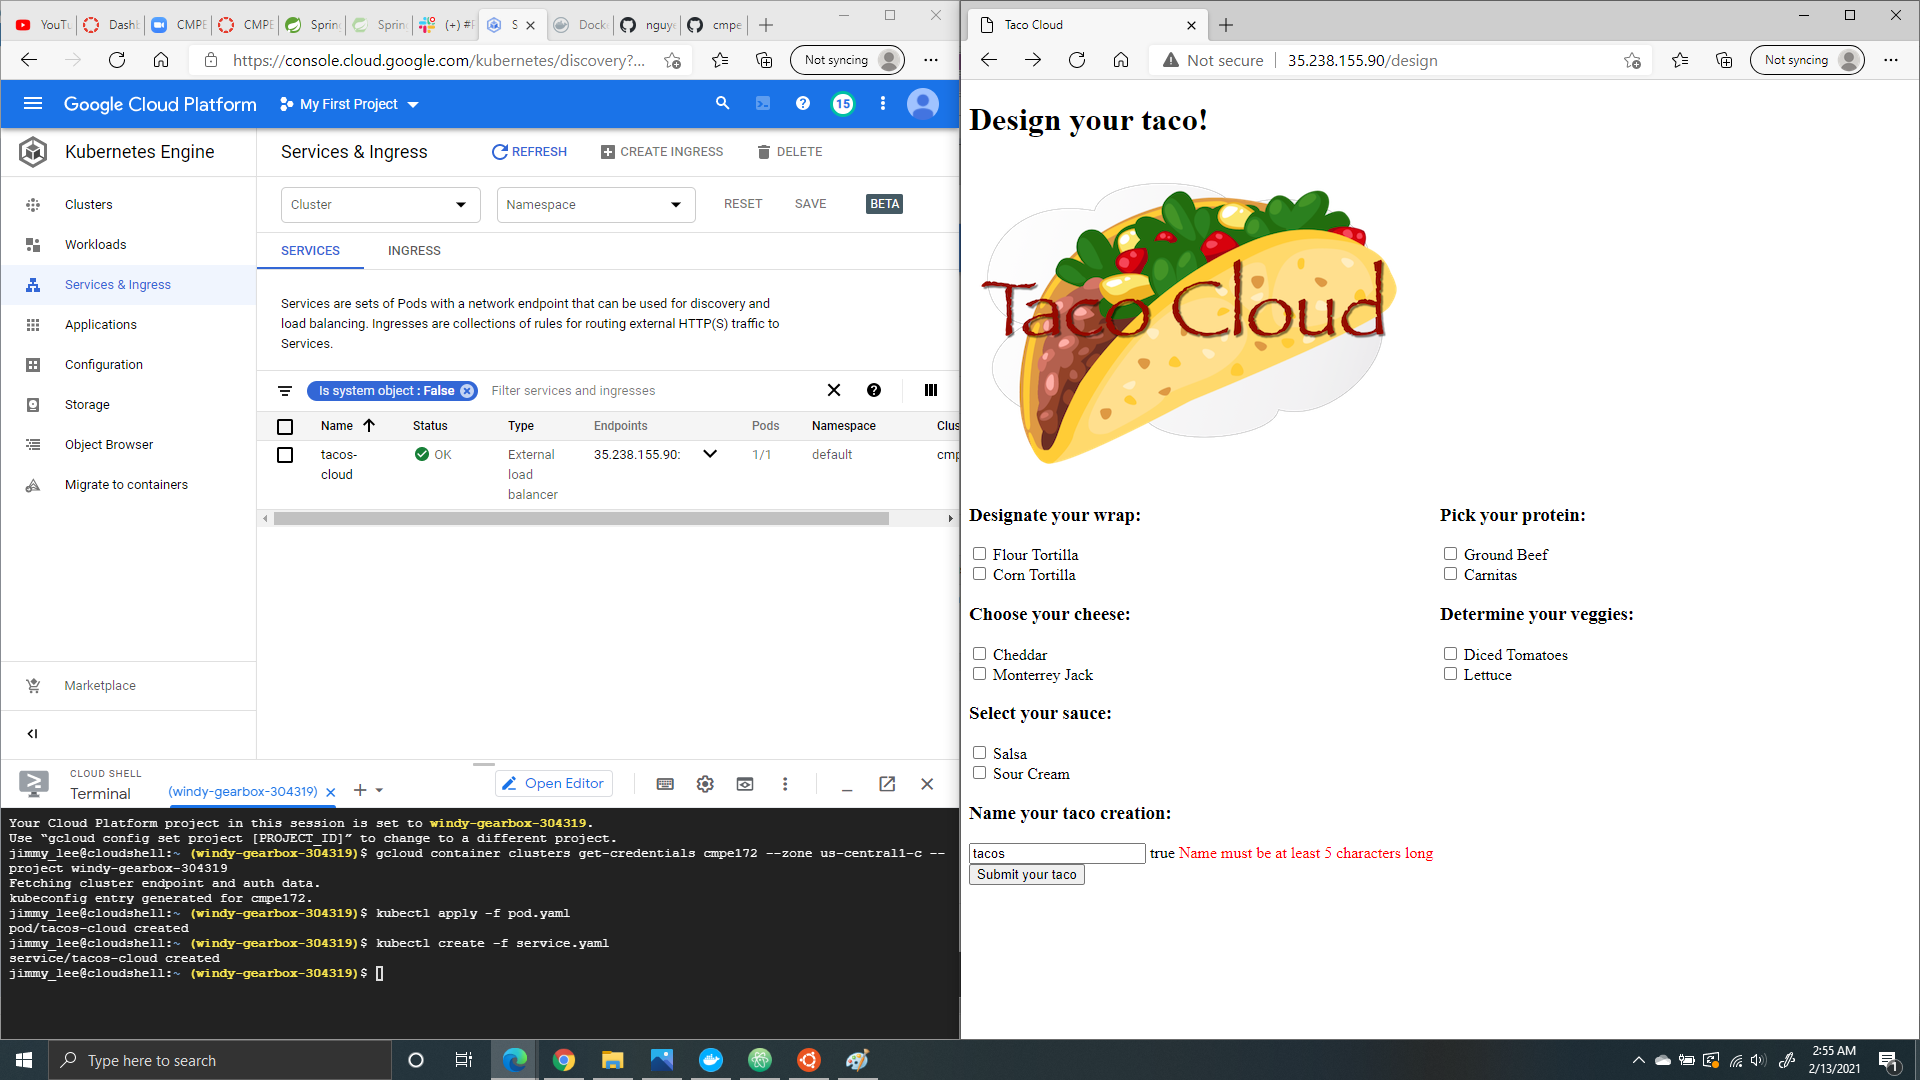 YouTu
Dashb
CMPE
CMPE
Spring
Spring
(+) #
S
Docke
nguye
cmpe
https://console.cloud.google.com/kubernetes/discovery?...
Not syncing
Google Cloud Platform
My First Project
15
Kubernetes Engine
Services & Ingress
REFRESH
CREATE INGRESS
DELETE
Clusters
Workloads
Services & Ingress
Applications
Configuration
Storage
Object Browser
Migrate to containers
Marketplace
Cluster
Namespace
RESET
SAVE
BETA
SERVICES
INGRESS
Services are sets of Pods with a network endpoint that can be used for discovery and
load balancing. Ingresses are collections of rules for routing external HTTP(S) traffic to
Services.
Is system object : False
Filter services and ingresses
Name Status Type Endpoints Pods Namespace Clus
tacos-
cloud
OK
External
load
balancer
35.238.155.90:
1/1
default
cmp
CLOUD SHELL
Terminal
(windy-gearbox-304319)
Open Editor
Your Cloud Platform project in this session is set to windy-gearbox-304319.
Use “gcloud config set project [PROJECT_ID]” to change to a different project.
jimmy_lee@cloudshell:~ (windy-gearbox-304319)$ gcloud container clusters get-credentials cmpe172 --zone us-central1-c --
project windy-gearbox-304319
Fetching cluster endpoint and auth data.
kubeconfig entry generated for cmpe172.
jimmy_lee@cloudshell:~ (windy-gearbox-304319)$ kubectl apply -f pod.yaml
pod/tacos-cloud created
jimmy_lee@cloudshell:~ (windy-gearbox-304319)$ kubectl create -f service.yaml
service/tacos-cloud created
jimmy_lee@cloudshell:~ (windy-gearbox-304319)$
Taco Cloud
Not secure
35.238.155.90/design
Not syncing
Design your taco!
Taco Cloud
Designate your wrap:
Flour Tortilla
Corn Tortilla
Pick your protein:
Ground Beef
Carnitas
Choose your cheese:
Cheddar
Monterrey Jack
Determine your veggies:
Diced Tomatoes
Lettuce
Select your sauce:
Salsa
Sour Cream
Name your taco creation:
tacos true Name must be at least 5 characters long
Submit your taco
Type here to search
2:55 AM
2/13/2021
1